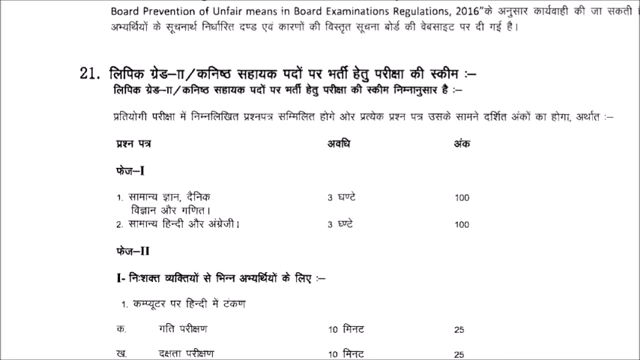 Board Prevention of Unfair means in Board Examinations Regulations, 2016"के अनुसार कार्यवाही की जा सकती
अभ्यर्थियों के सूचनार्थ निर्धारित दण्ड एवं कारणों की विस्तृत सूचना बोर्ड की वेबसाइट पर दी गई है।
21. लिपिक ग्रेड–II/कनिष्ठ सहायक पदों पर भर्ती हेतु परीक्षा की स्कीम :–
लिपिक ग्रेड–II/कनिष्ठ सहायक पदों पर भर्ती हेतु परीक्षा की स्कीम निम्नानुसार है :–
प्रतियोगी परीक्षा में निम्नलिखित प्रश्नपत्र सम्मिलित होगे ओर प्रत्येक प्रश्न पत्र उसके सामने दर्शित अंकों का होगा, अर्थात :–
प्रश्न पत्र अवधि अंक
फेज–I
1. सामान्य ज्ञान, दैनिक 3 घण्टे 100
विज्ञान और गणित।
2. सामान्य हिन्दी और अंग्रेजी। 3 घ्ण्टे 100
फेज–II
I- निःशक्त व्यक्तियों से भिन्न अभ्यर्थियों के लिए :–
1. कम्प्यूटर पर हिन्दी में टंकण
क. गति परीक्षण 10 मिनट 25
ख. दक्षता परीक्षण 10 मिनट 25